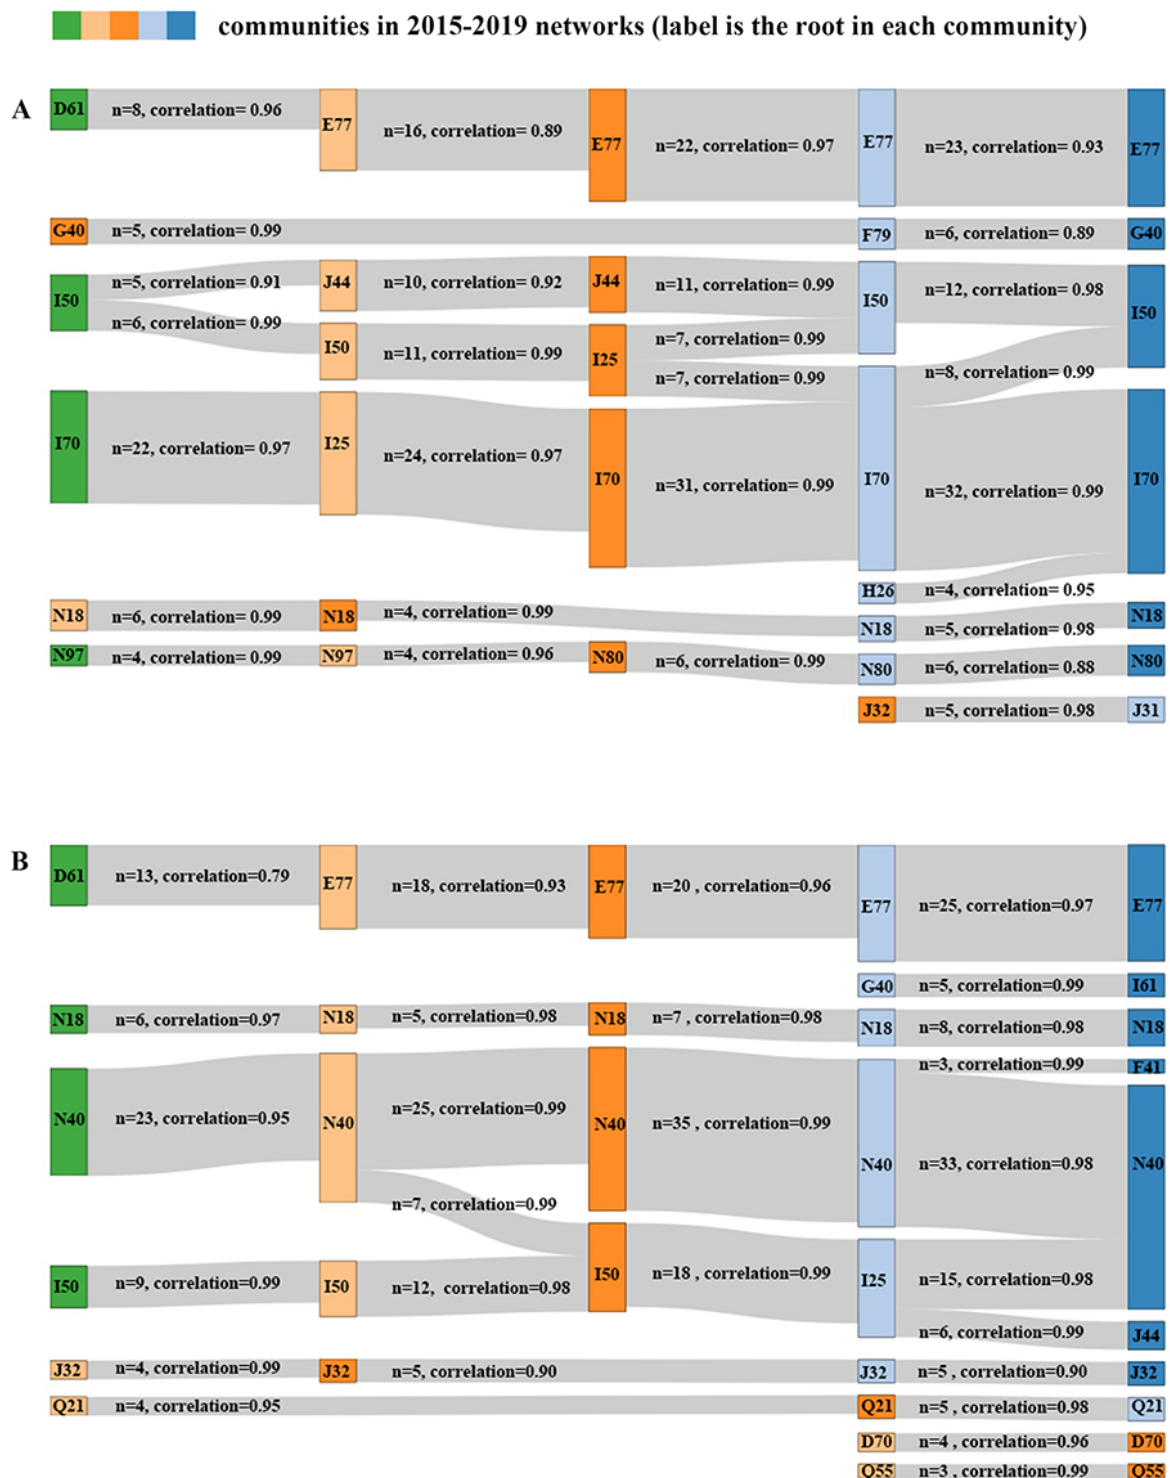 communities in 2015-2019 networks (label is the root in each community)
A
D61 n=8, correlation= 0.96 E77 n=16, correlation= 0.89 E77 n=22, correlation= 0.97 E77 n=23, correlation= 0.93 E77
G40 n=5, correlation= 0.99 F79 n=6, correlation= 0.89 G40
I50 n=5, correlation= 0.91 J44 n=10, correlation= 0.92 J44 n=11, correlation= 0.99 I50 n=12, correlation= 0.98 I50
n=6, correlation= 0.99 I50 n=11, correlation= 0.99 I25 n=7, correlation= 0.99
n=7, correlation= 0.99 n=8, correlation= 0.99
I70 n=22, correlation= 0.97 I25 n=24, correlation= 0.97 I70 n=31, correlation= 0.99 I70 n=32, correlation= 0.99 I70
H26 n=4, correlation= 0.95
N18 n=6, correlation= 0.99 N18 n=4, correlation= 0.99 N18 n=5, correlation= 0.98 N18
N97 n=4, correlation= 0.99 N97 n=4, correlation= 0.96 N80 n=6, correlation= 0.99 N80 n=6, correlation= 0.88 N80
J32 n=5, correlation= 0.98 J31
B
D61 n=13, correlation=0.79 E77 n=18, correlation=0.93 E77 n=20 , correlation=0.96 E77 n=25, correlation=0.97 E77
G40 n=5, correlation=0.99 I61
N18 n=6, correlation=0.97 N18 n=5, correlation=0.98 N18 n=7 , correlation=0.98 N18 n=8, correlation=0.98 N18
n=3, correlation=0.99 F41
N40 n=23, correlation=0.95 N40 n=25, correlation=0.99 N40 n=35 , correlation=0.99 N40 n=33, correlation=0.98 N40
n=7, correlation=0.99
I50 n=9, correlation=0.99 I50 n=12, correlation=0.98 I50 n=18 , correlation=0.99 I25 n=15, correlation=0.98
n=6, correlation=0.99 J44
J32 n=4, correlation=0.99 J32 n=5, correlation=0.90 J32 n=5 , correlation=0.90 J32
Q21 n=4, correlation=0.95 Q21 n=5 , correlation=0.98 Q21
D70 n=4 , correlation=0.96 D70
Q55 n=3 , correlation=0.99 Q55